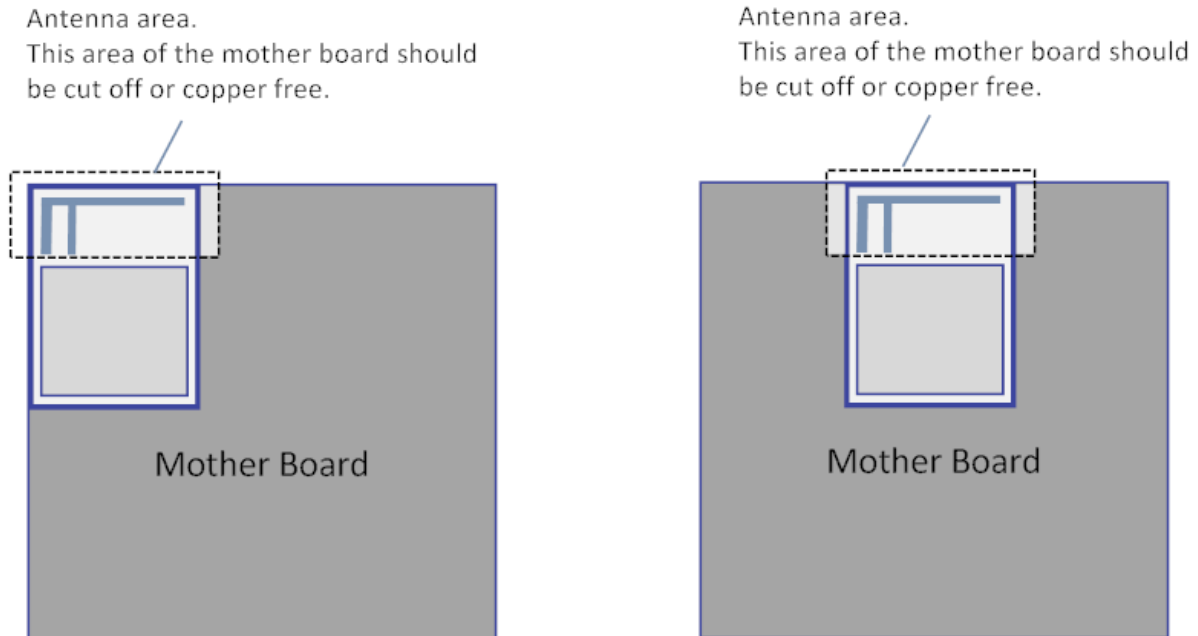 Antenna area.
This area of the mother board should
be cut off or copper free.
Mother Board
Antenna area.
This area of the mother board should
be cut off or copper free.
Mother Board